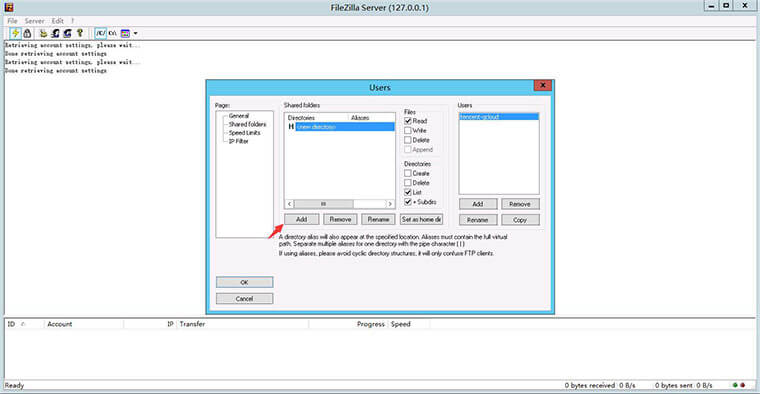 FileZilla Server (127.0.0.1)
File Server Edit ?
/C/ C:\
Retrieving account settings, please wait...
Done retrieving account settings
Retrieving account settings, please wait...
Done retrieving account settings
Users
Page:
General
Shared folders
Speed Limits
IP Filter
Shared folders
Directories Aliases
H <new directory>
Add Remove Rename Set as home dir
Files
Read
Write
Delete
Append
Directories
Create
Delete
List
+ Subdirs
Users
tencent-qcloud
Add Remove
Rename Copy
A directory alias will also appear at the specified location. Aliases must contain the full virtual
path. Separate multiple aliases for one directory with the pipe character ( | )
If using aliases, please avoid cyclic directory structures, it will only confuse FTP clients.
OK
Cancel
ID Account IP Transfer Progress Speed
Ready 0 bytes received 0 B/s 0 bytes sent 0 B/s